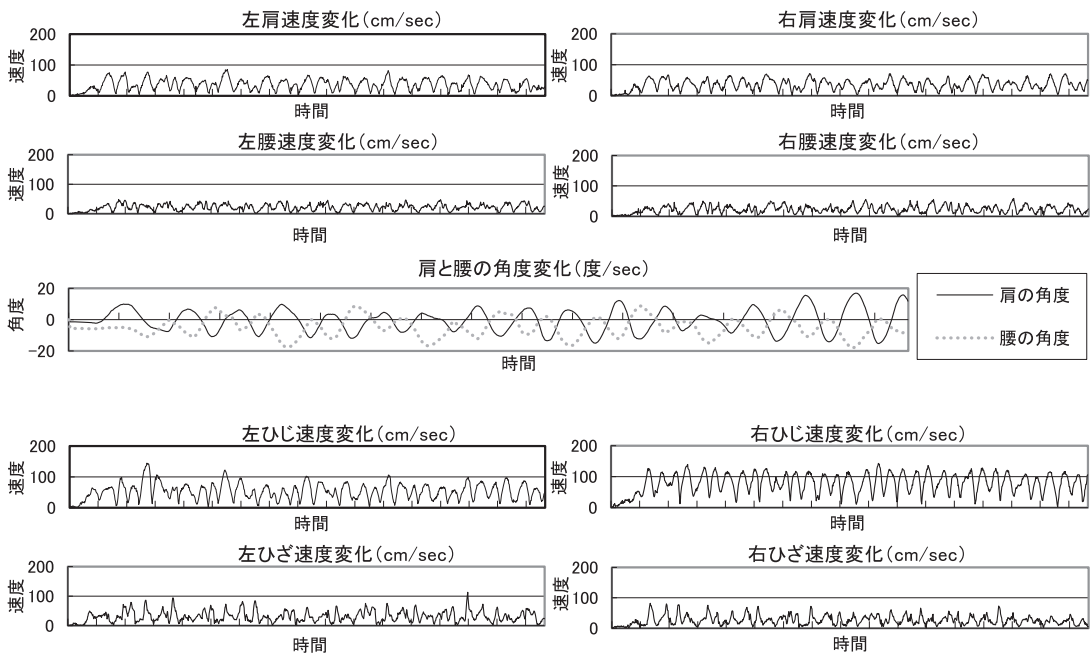 左肩速度変化(cm/sec)
速度
200
100
0
時間
右肩速度変化(cm/sec)
速度
200
100
0
時間
左腰速度変化(cm/sec)
速度
200
100
0
時間
右腰速度変化(cm/sec)
速度
200
100
0
時間
肩と腰の角度変化(度/sec)
角度
20
0
−20
時間
肩の角度
腰の角度
左ひじ速度変化(cm/sec)
速度
200
100
0
時間
右ひじ速度変化(cm/sec)
速度
200
100
0
時間
左ひざ速度変化(cm/sec)
速度
200
100
0
時間
右ひざ速度変化(cm/sec)
速度
200
100
0
時間